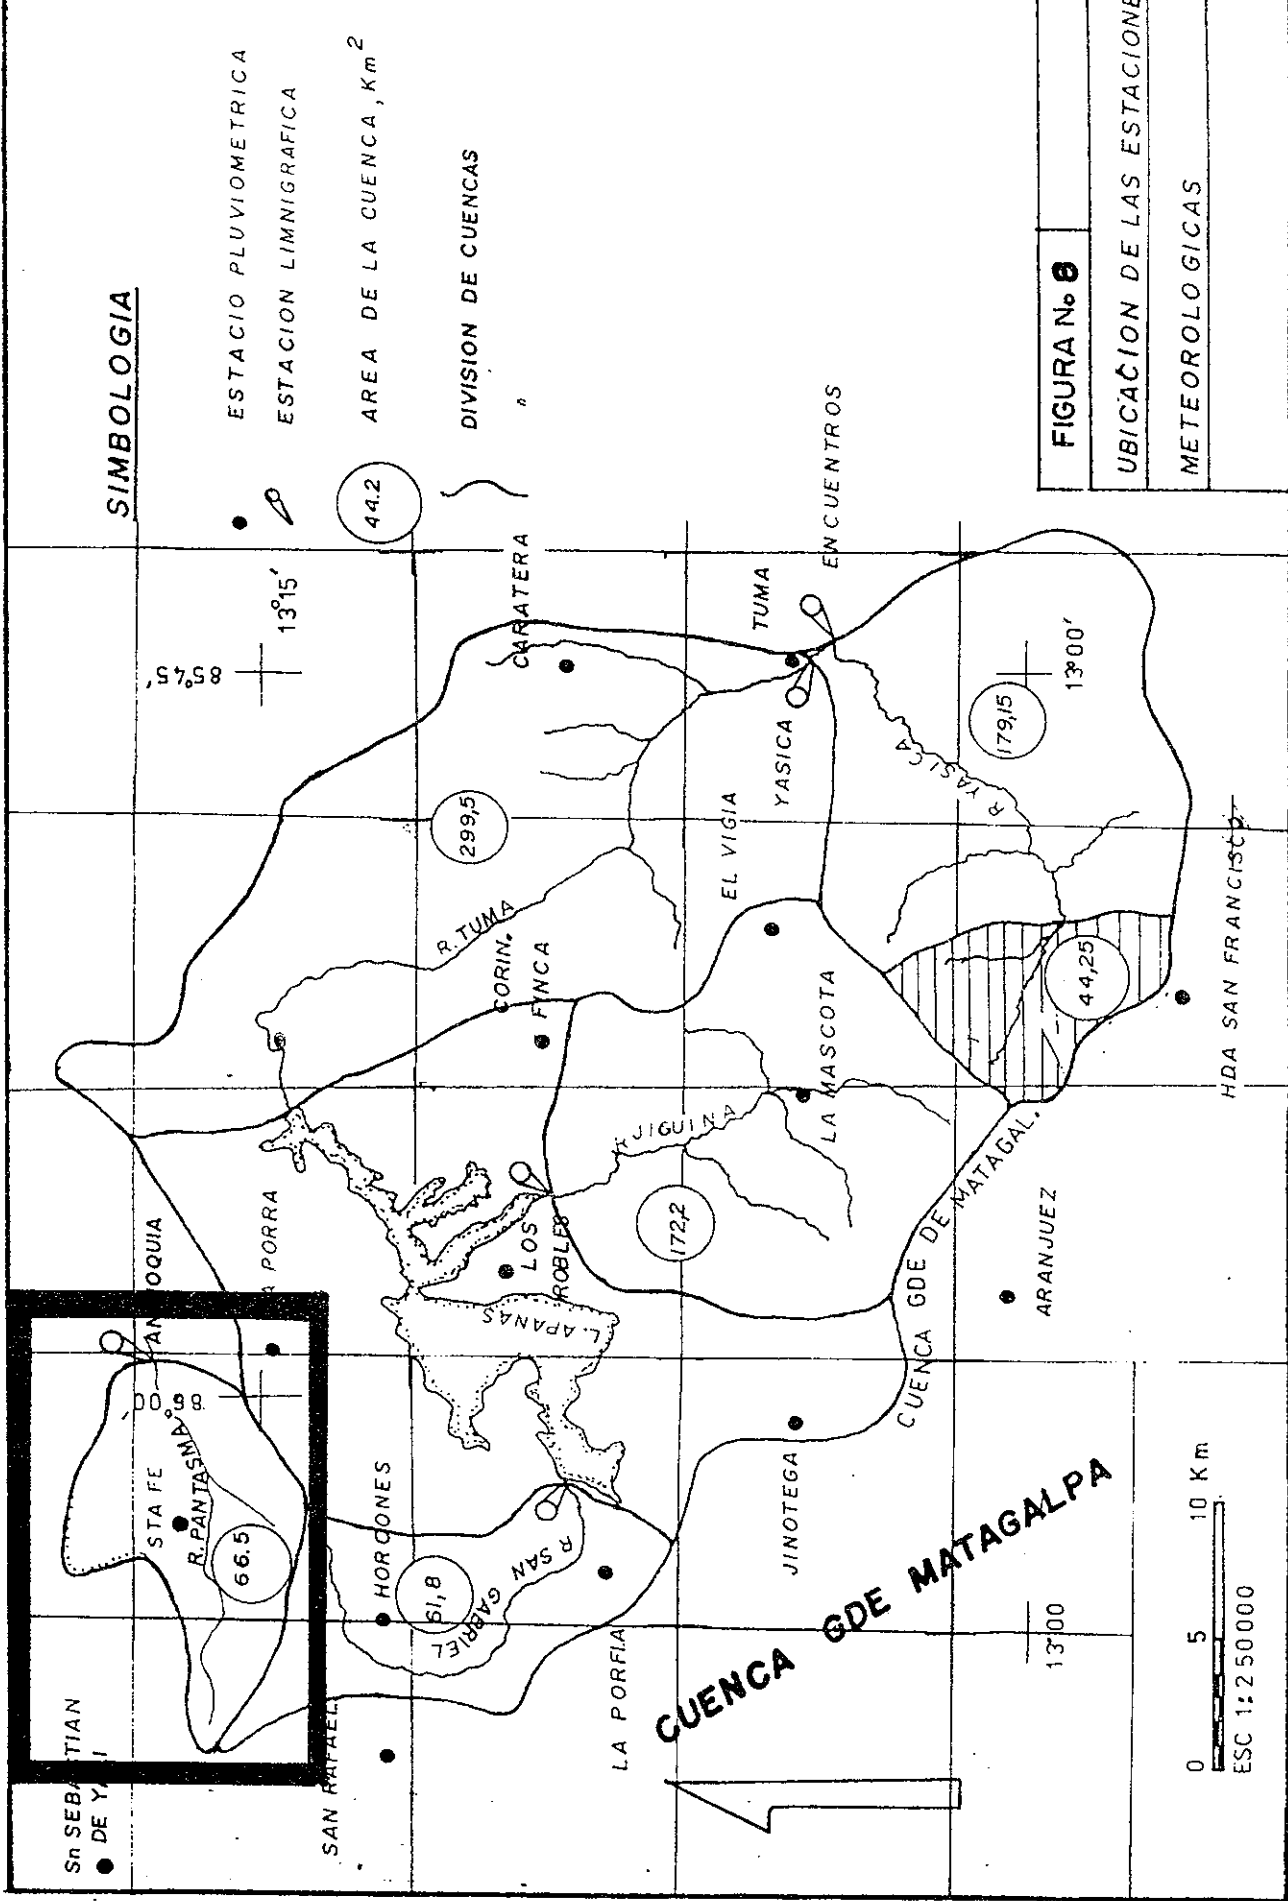 SIMBOLOGIA
ESTACIO PLUVIOMETRICA
ESTACION LIMNIGRAFICA
44.2 AREA DE LA CUENCA, Km²
DIVISION DE CUENCAS
Sn SEBASTIAN
DE
STA FE
R. PANTASMA
86°00'
66.5
PORRA
SAN RAFAEL
HORCONES
61,8
R SAN GABRIEL
LA PORFIA
L. APANAS
LOS
ROBLES
CORIN.
FINCA
R. TUMA
299,5
85°45'
13°15'
CARATERA
R JIGUINA
172,2
LA MASCOTA
EL VIGIA
YASICA
TUMA
ENCUENTROS
R YASICA
179,15
13°00'
44,25
HDA SAN FRANCISCO
JINOTEGA
ARANJUEZ
CUENCA GDE DE MATAGAL.
CUENCA GDE MATAGALPA
13°00
0 5 10 Km
ESC 1:250000
FIGURA No 8
UBICACION DE LAS ESTACIONE
METEOROLOGICAS